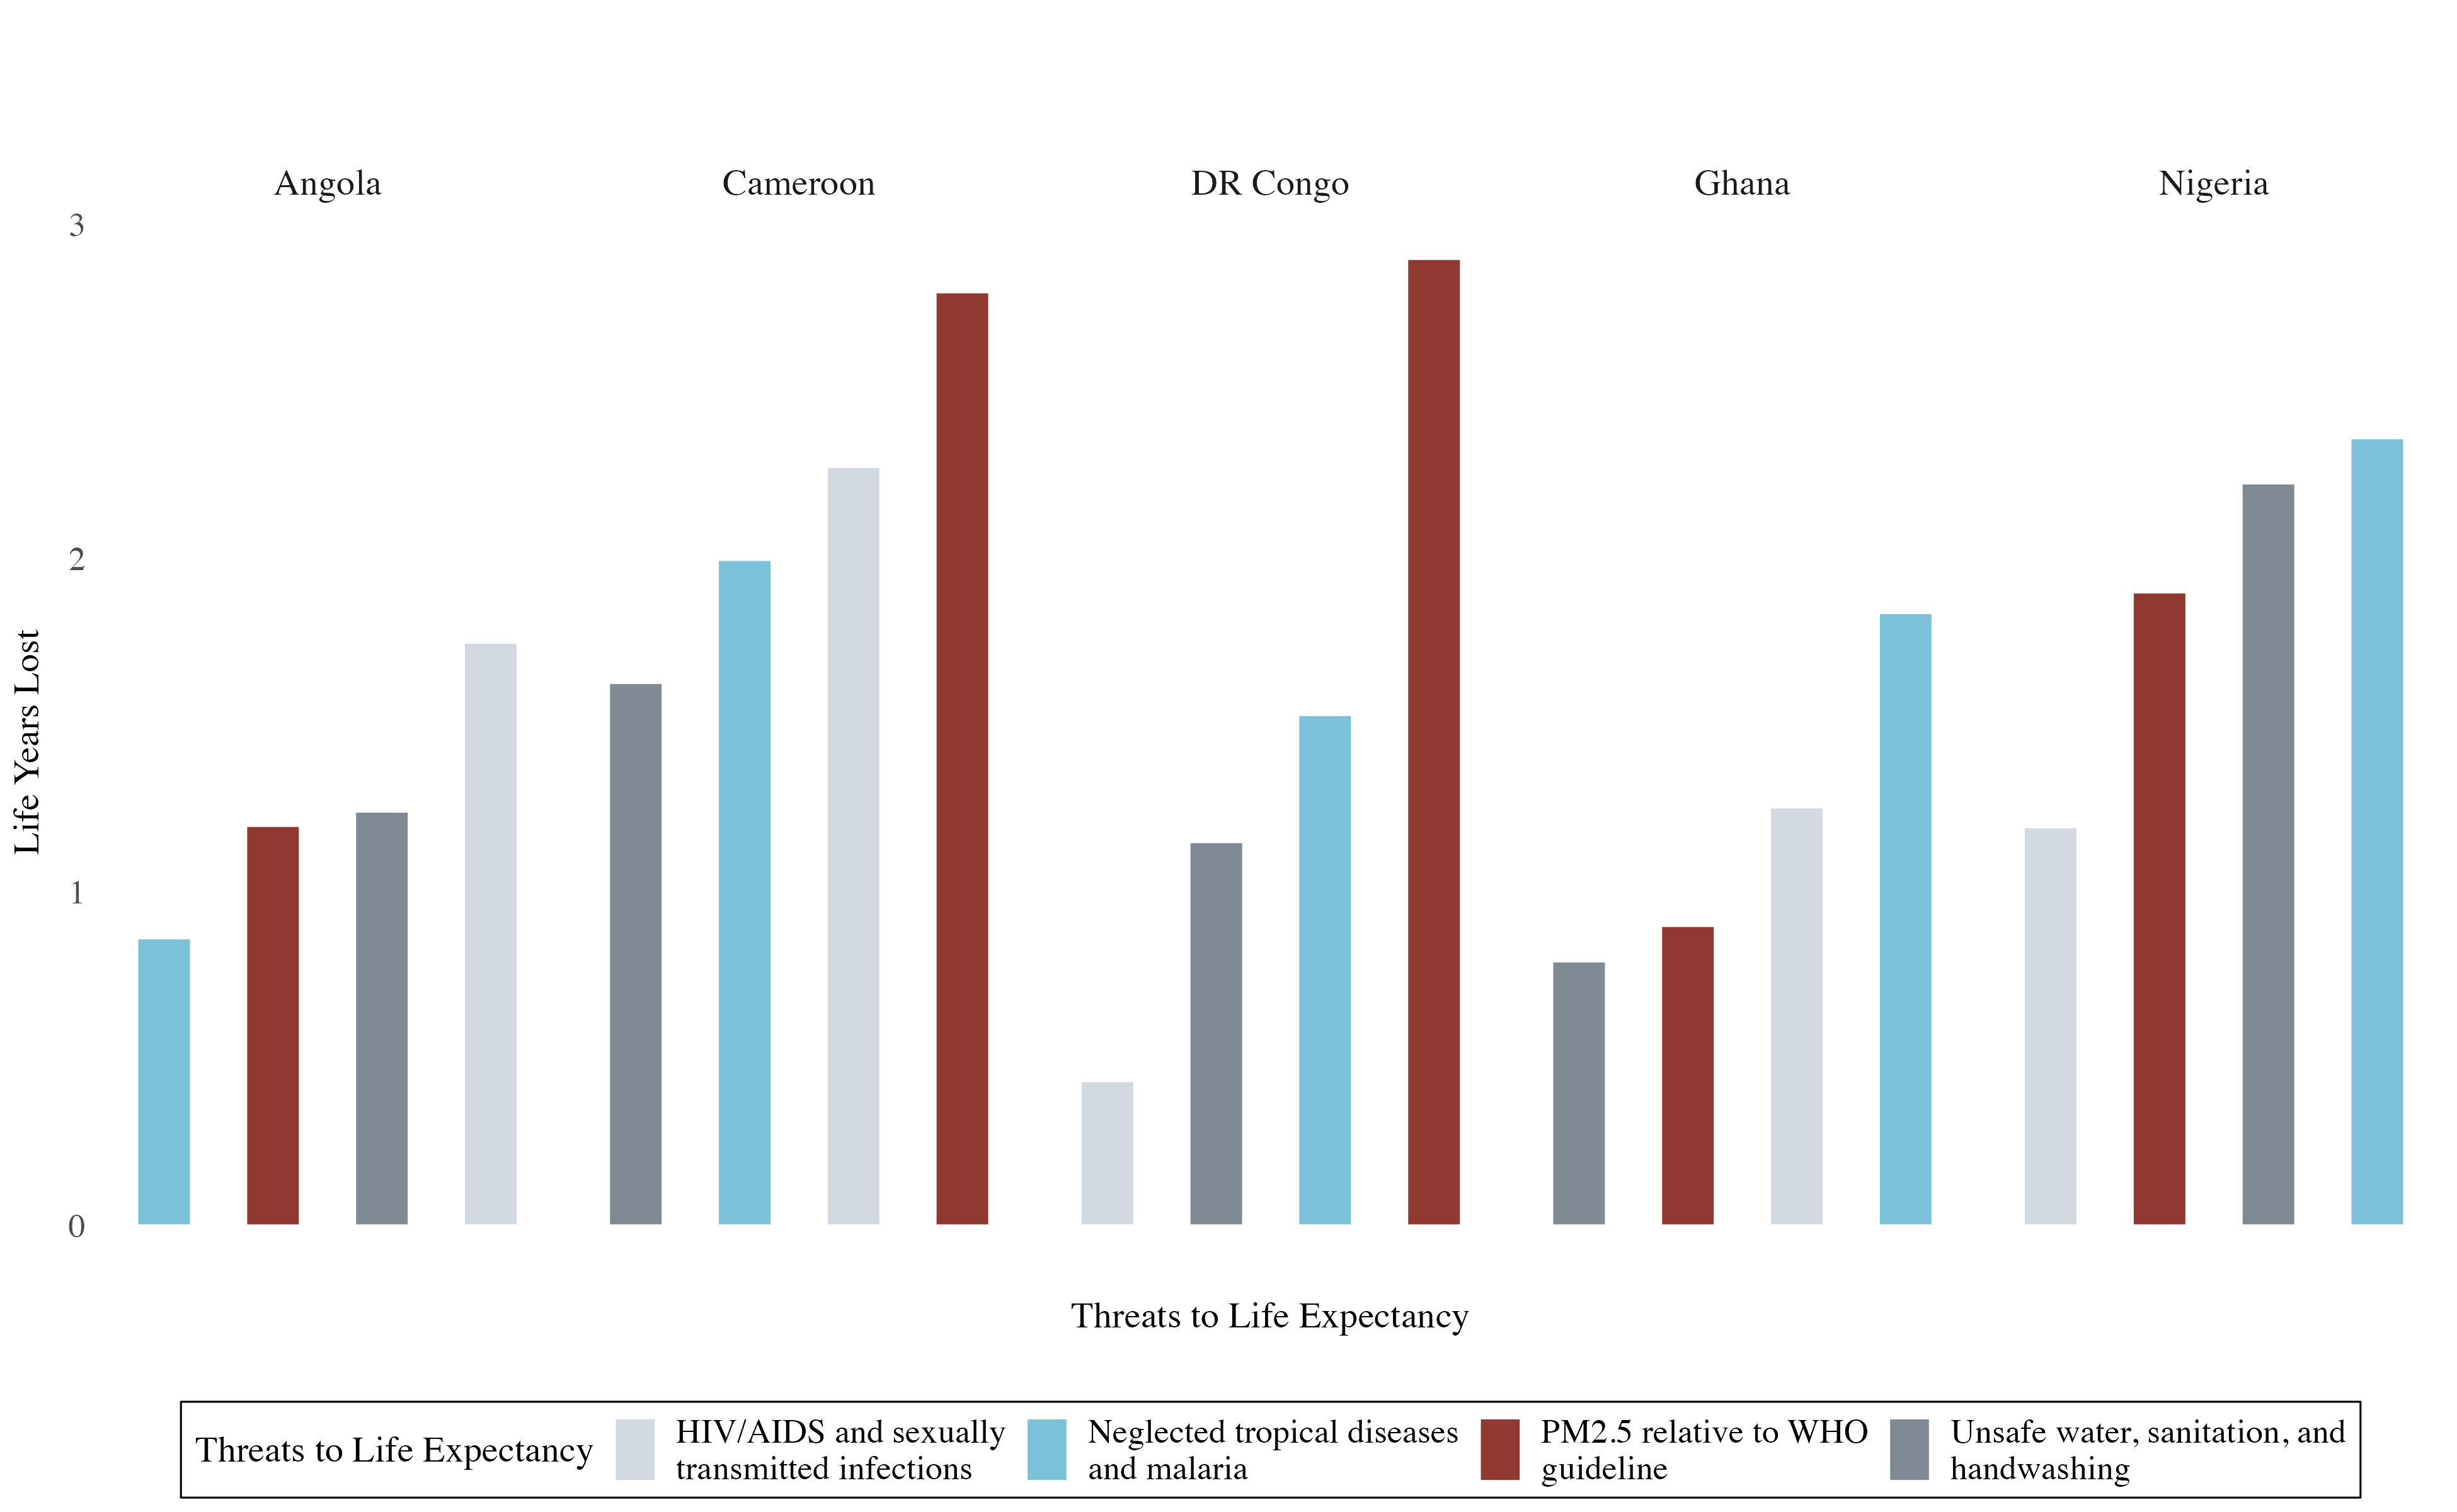 Angola
Cameroon
DR Congo
Ghana
Nigeria
3
2
1
0
Life Years Lost
Threats to Life Expectancy
Threats to Life Expectancy
HIV/AIDS and sexually
transmitted infections
Neglected tropical diseases
and malaria
PM2.5 relative to WHO
guideline
Unsafe water, sanitation, and
handwashing